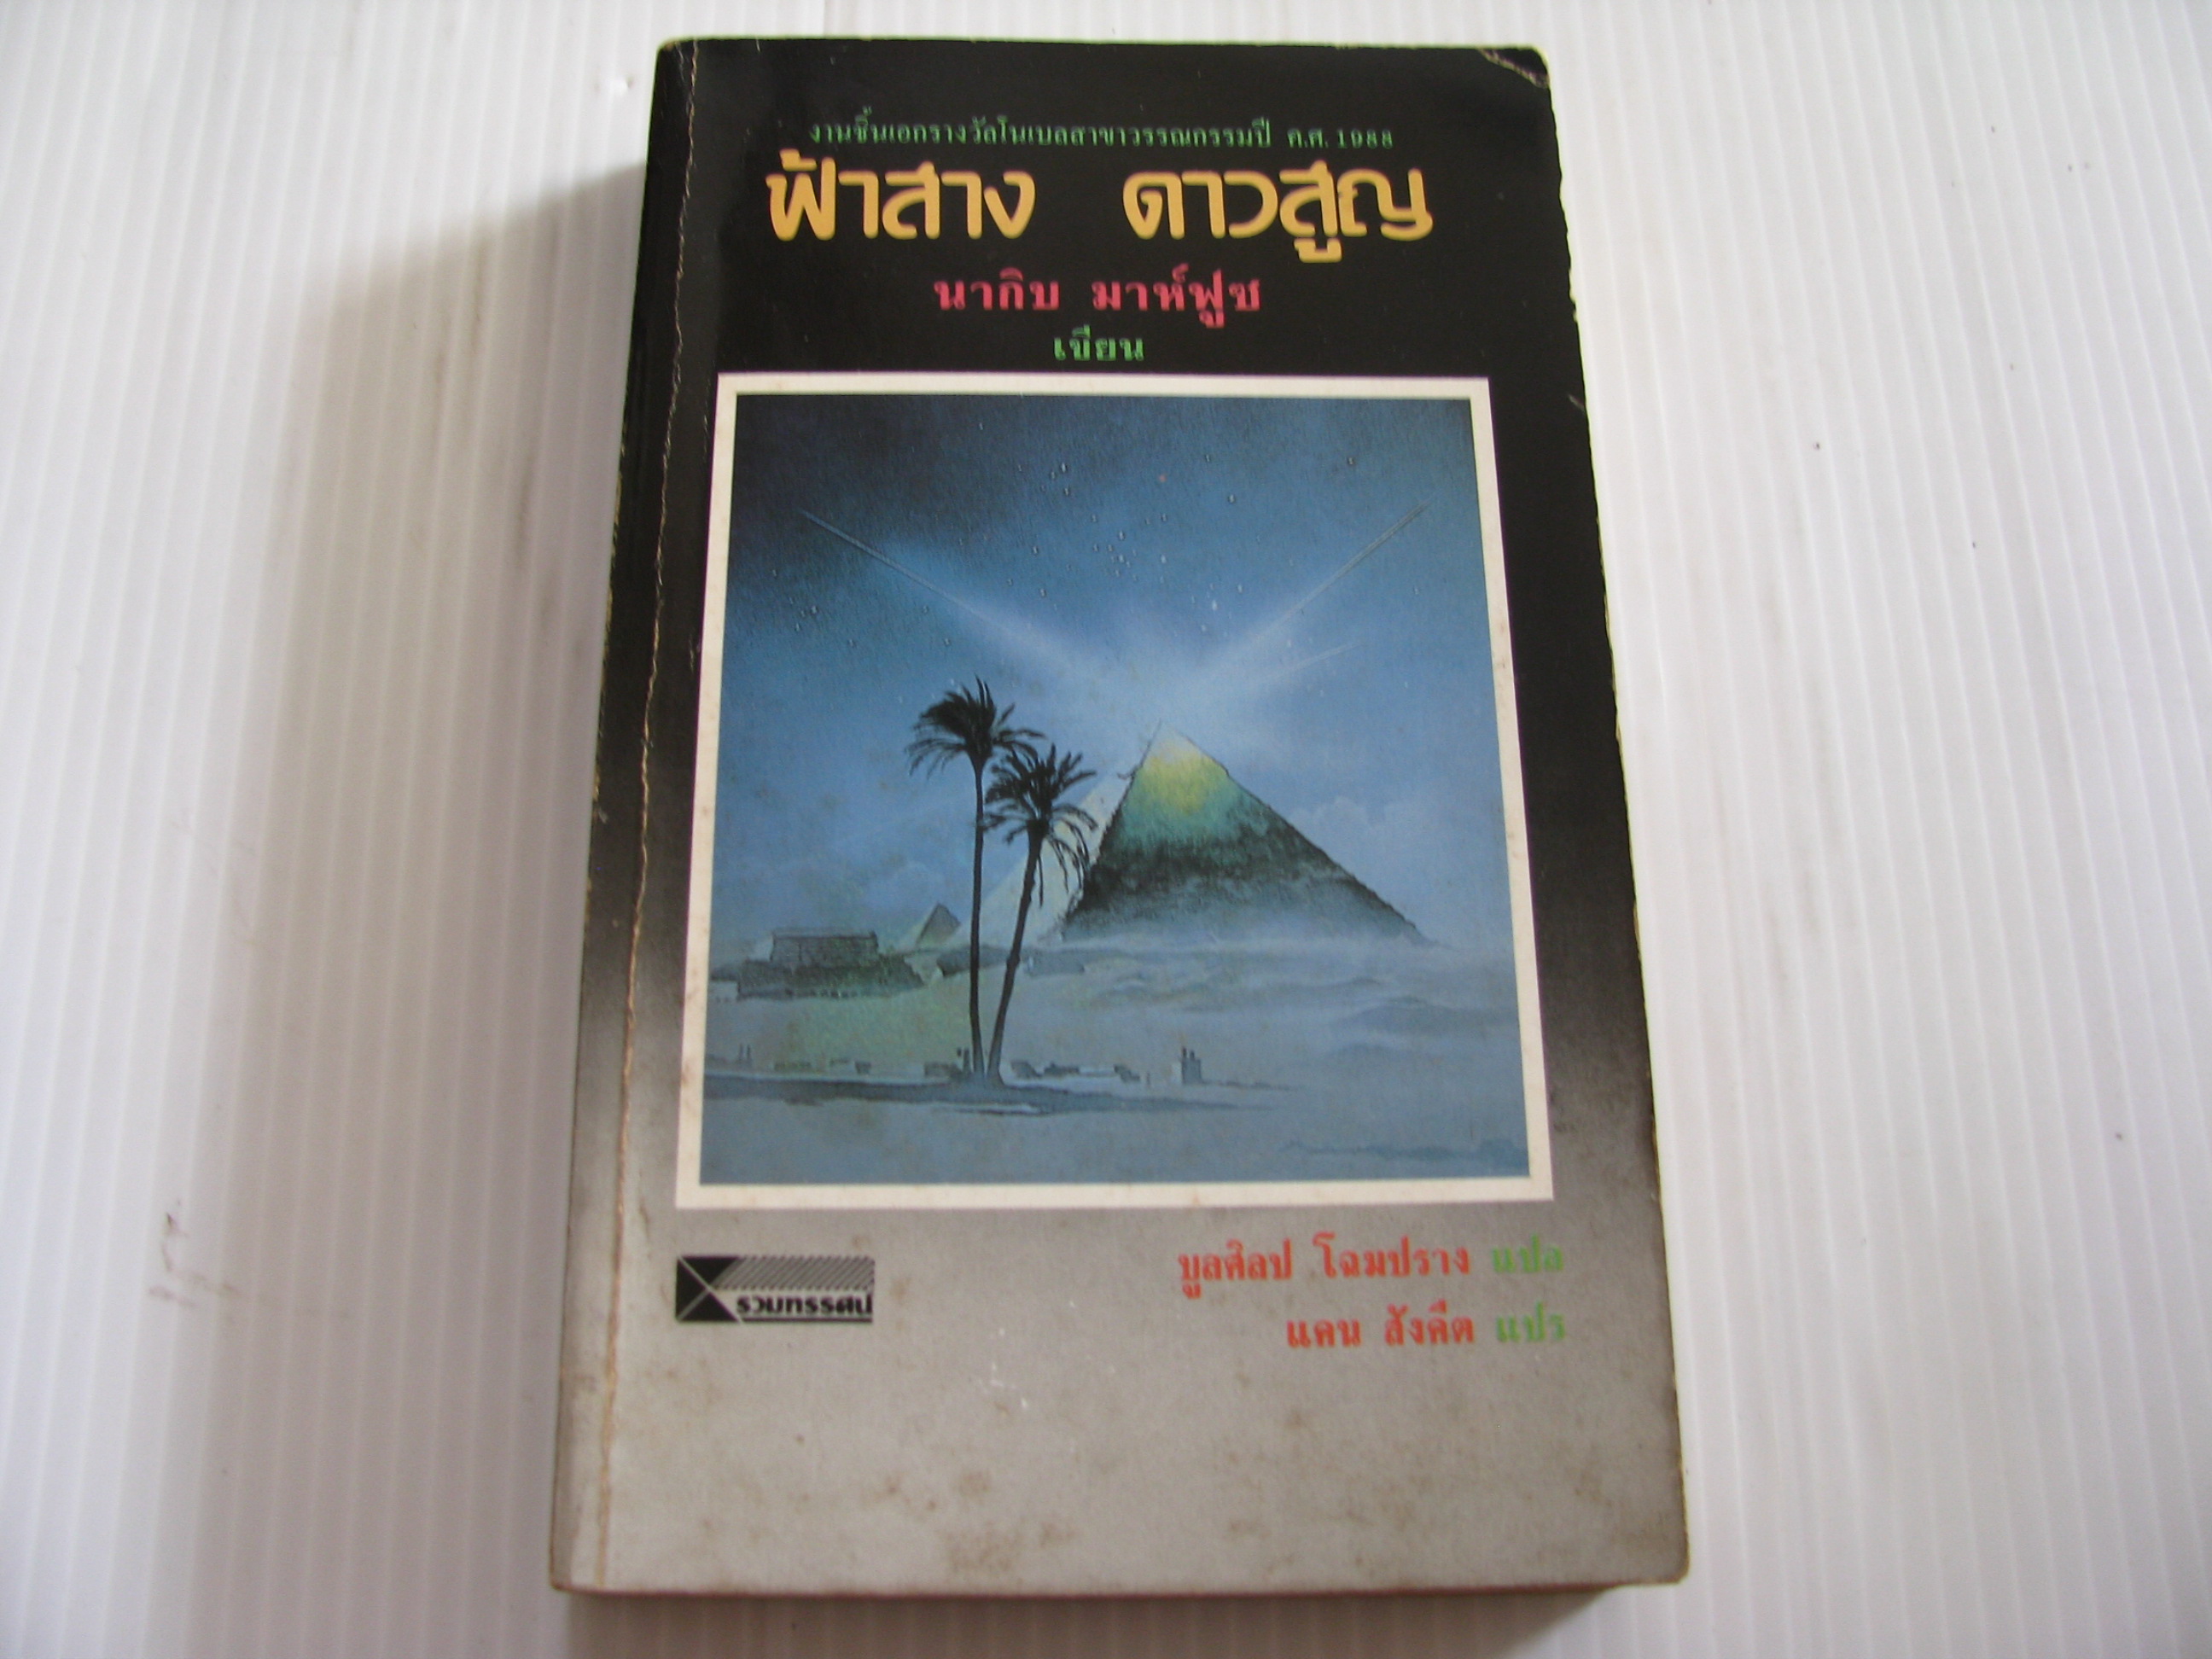 งานชิ้นเอกรางวัลโนเบลสาขาวรรณกรรมปี ค.ศ. 1988
ฟ้าสาง ดาวสูญ
นากิบ มาห์ฟูซ
เขียน
บูลศิลป โฉมปราง แปล
แคน สังคีต แปร
รวมทรรศน์